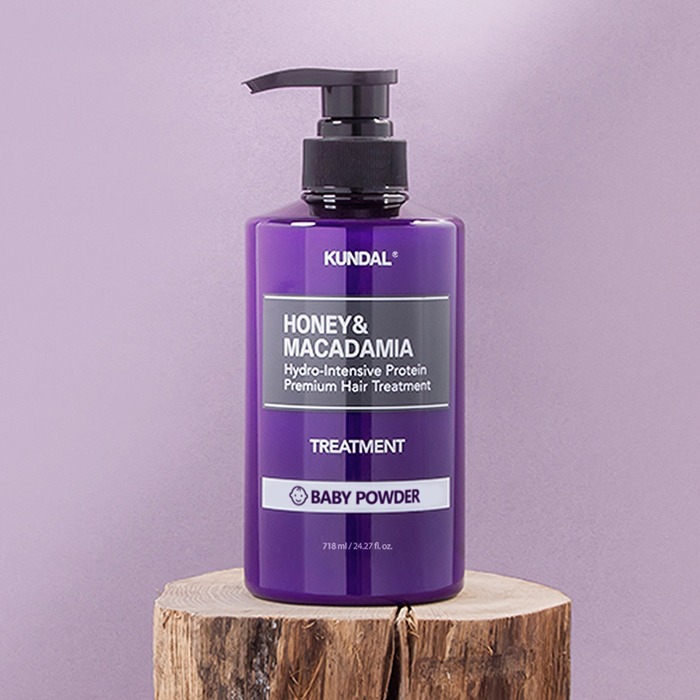 KUNDAL®
HONEY&
MACADAMIA
Hydro-Intensive Protein
Premium Hair Treatment
TREATMENT
BABY POWDER
718 ml / 24.27 fl. oz.